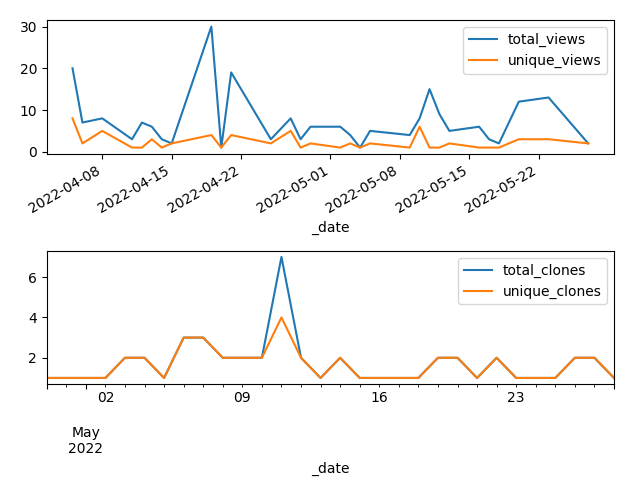 30
20
10
0
total_views
unique_views
2022-04-08
2022-04-15
2022-04-22
2022-05-01
2022-05-08
2022-05-15
2022-05-22
_date
6
4
2
total_clones
unique_clones
02
09
16
23
May
2022
_date